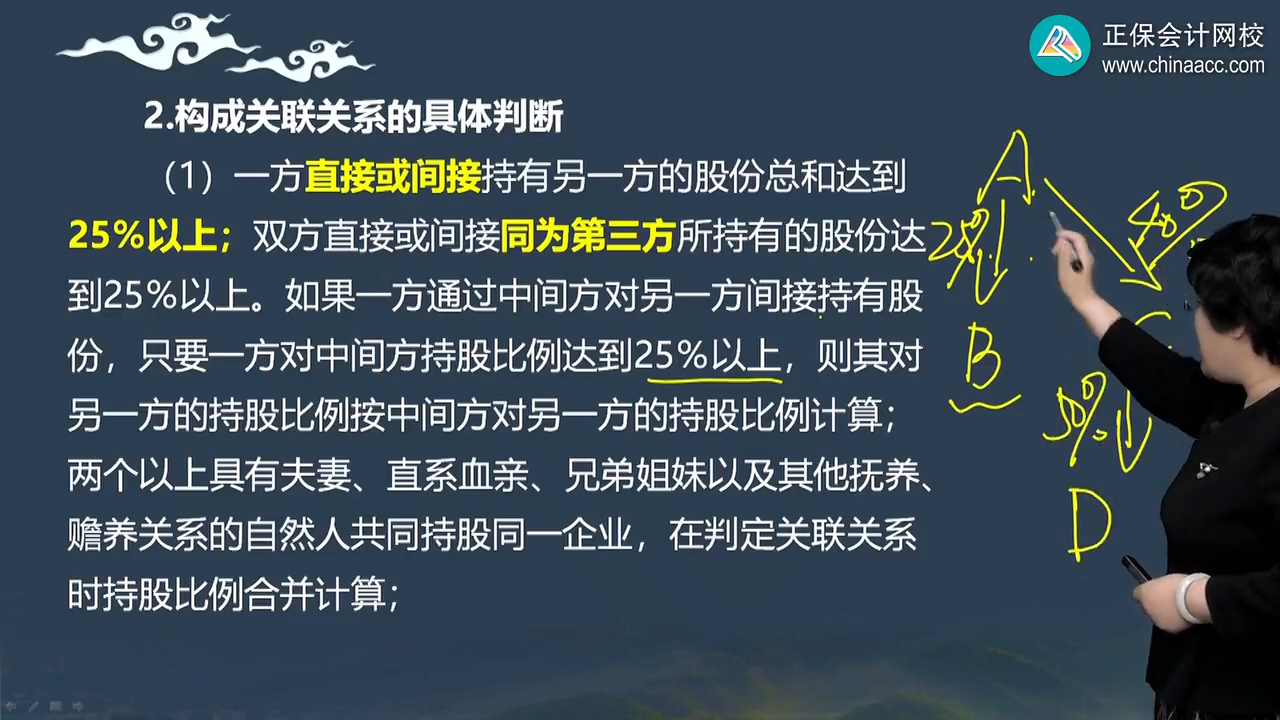 正保会计网校
www.chinaacc.com
2.构成关联关系的具体判断
（1）一方直接或间接持有另一方的股份总和达到
25%以上；双方直接或间接同为第三方所持有的股份达
到25%以上。如果一方通过中间方对另一方间接持有股
份，只要一方对中间方持股比例达到25%以上，则其对
另一方的持股比例按中间方对另一方的持股比例计算；
两个以上具有夫妻、直系血亲、兄弟姐妹以及其他抚养、
赡养关系的自然人共同持股同一企业，在判定关联关系
时持股比例合并计算；
A
25%
B
C
50%
D